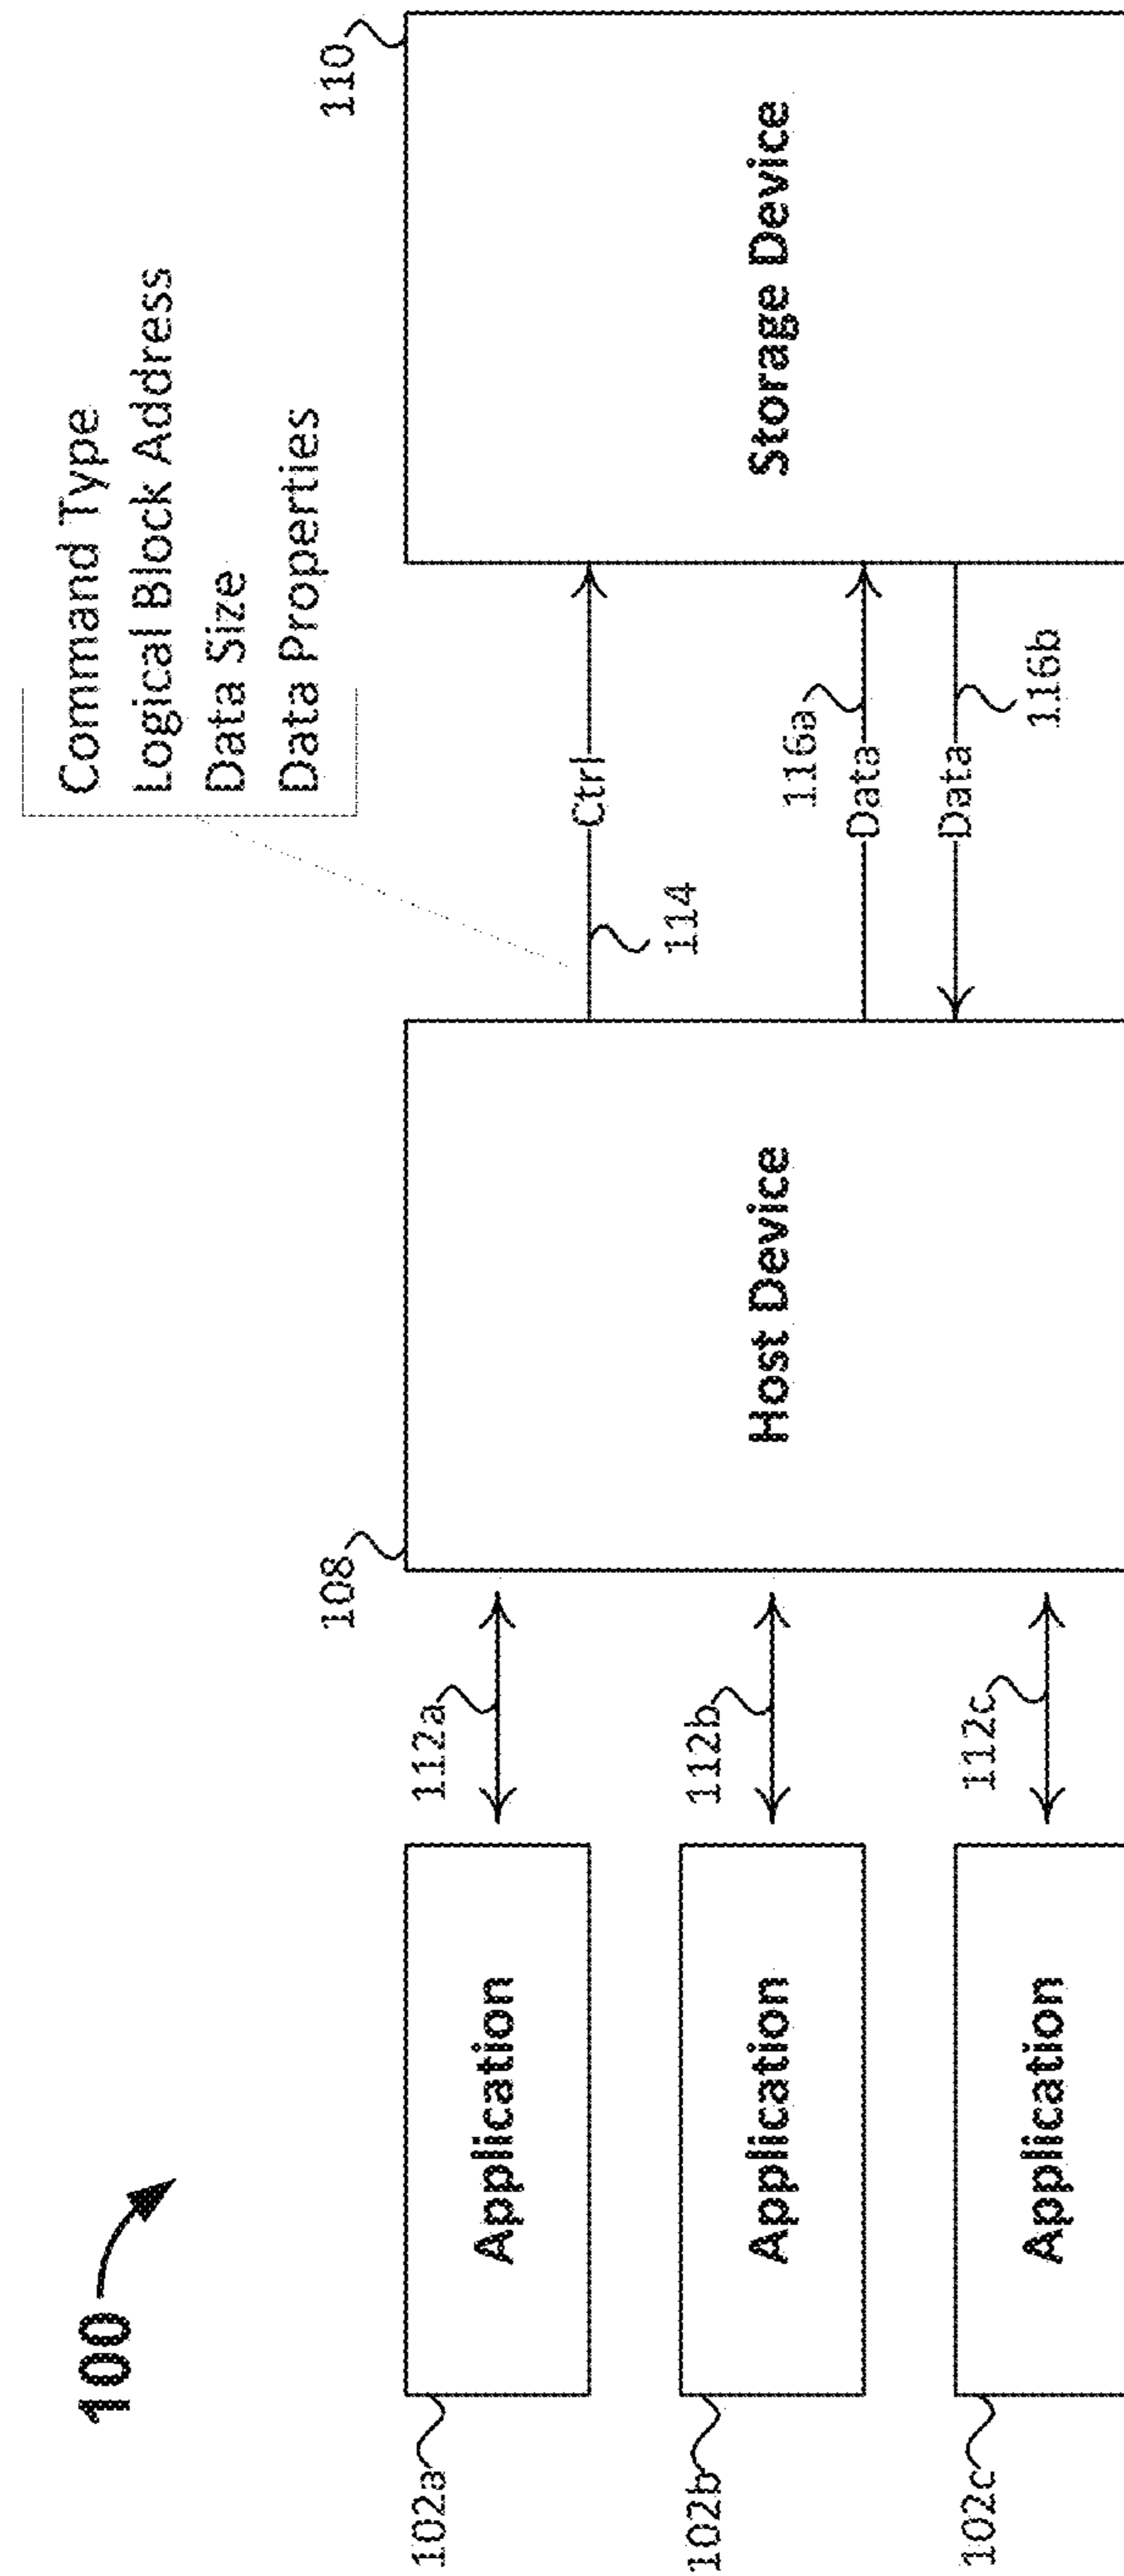 100
Command Type
Logical Block Address
Data Size
Data Properties
108
110
102a
Application
112a
Host Device
Ctrl
114
Storage Device
102b
Application
112b
116a
Data
Data
116b
102c
Application
112c